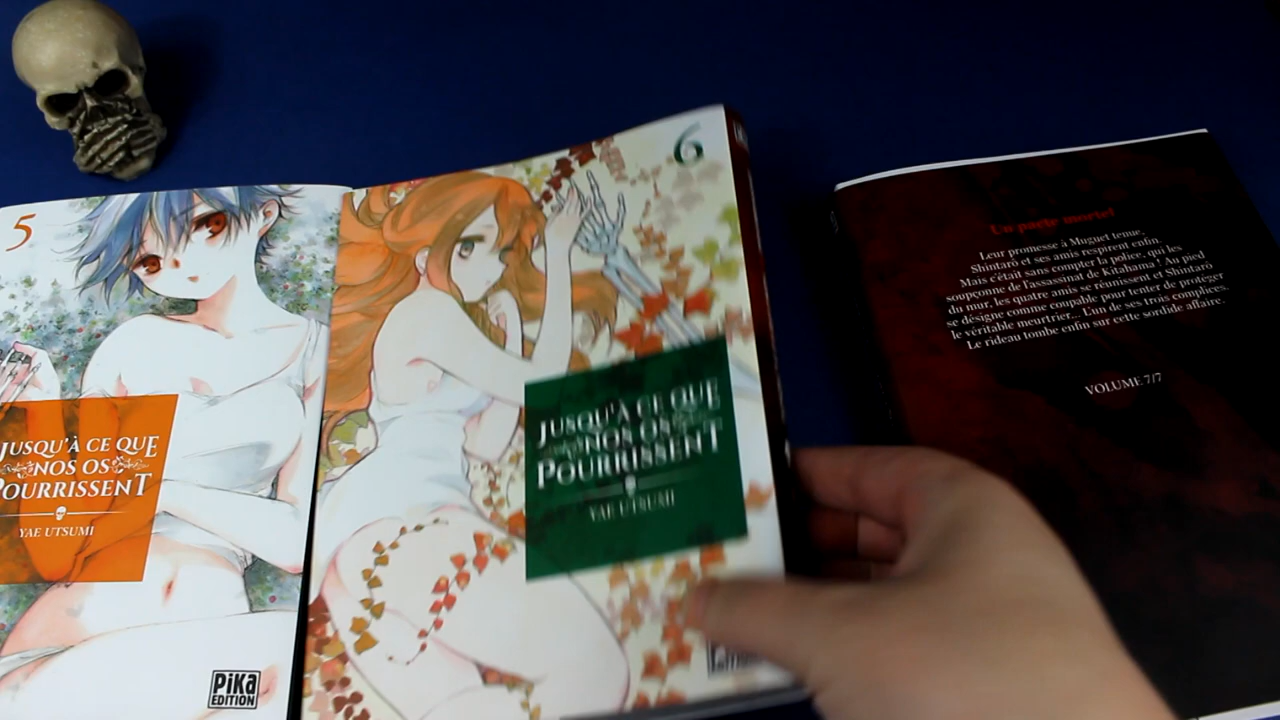 5
JUSQU'À CE QUE
NOS OS
POURRISSENT
YAE UTSUMI
PiKa
EDITION
6
JUSQU'À CE QUE
NOS OS
POURRISSENT
YAE UTSUMI
Un pacte mortel
Leur promesse à Muguet tenue,
Shintarô et ses amis respirent enfin.
Mais c'était sans compter la police, qui les
soupçonne de l'assassinat de Kitahama ! Au pied
du mur, les quatre amis se réunissent et Shintarô
se désigne comme coupable pour tenter de protéger
le véritable meurtrier... L'un de ses trois complices.
Le rideau tombe enfin sur cette sordide affaire.
VOLUME 7/7